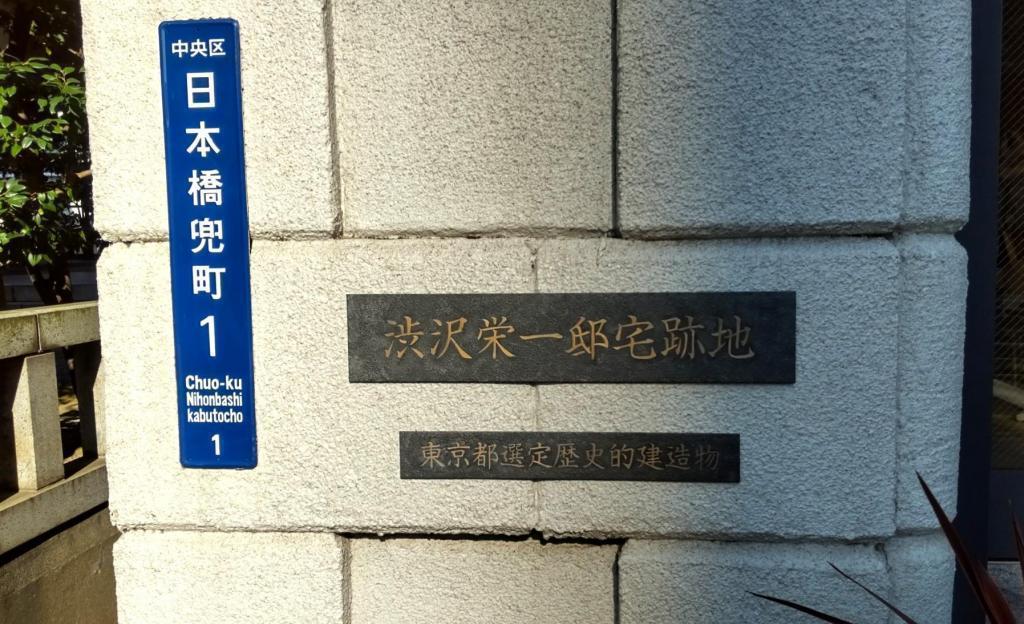 中央区
日本橋兜町
1
Chuo-ku
Nihonbashi
kabutocho
1
渋沢栄一邸宅跡地
東京都選定歴史的建造物